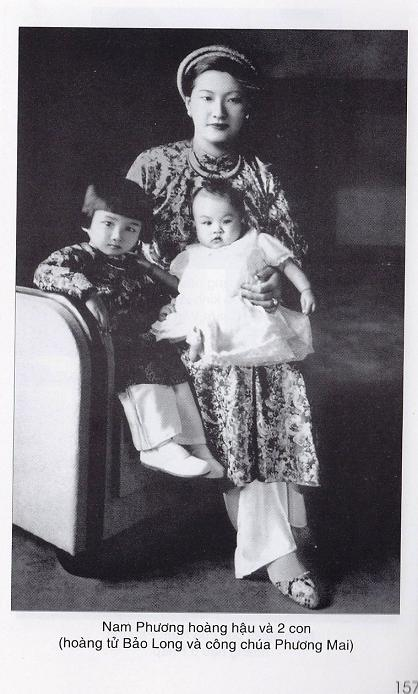 Nam Phương hoàng hậu và 2 con
(hoàng tử Bảo Long và công chúa Phương Mai)
157